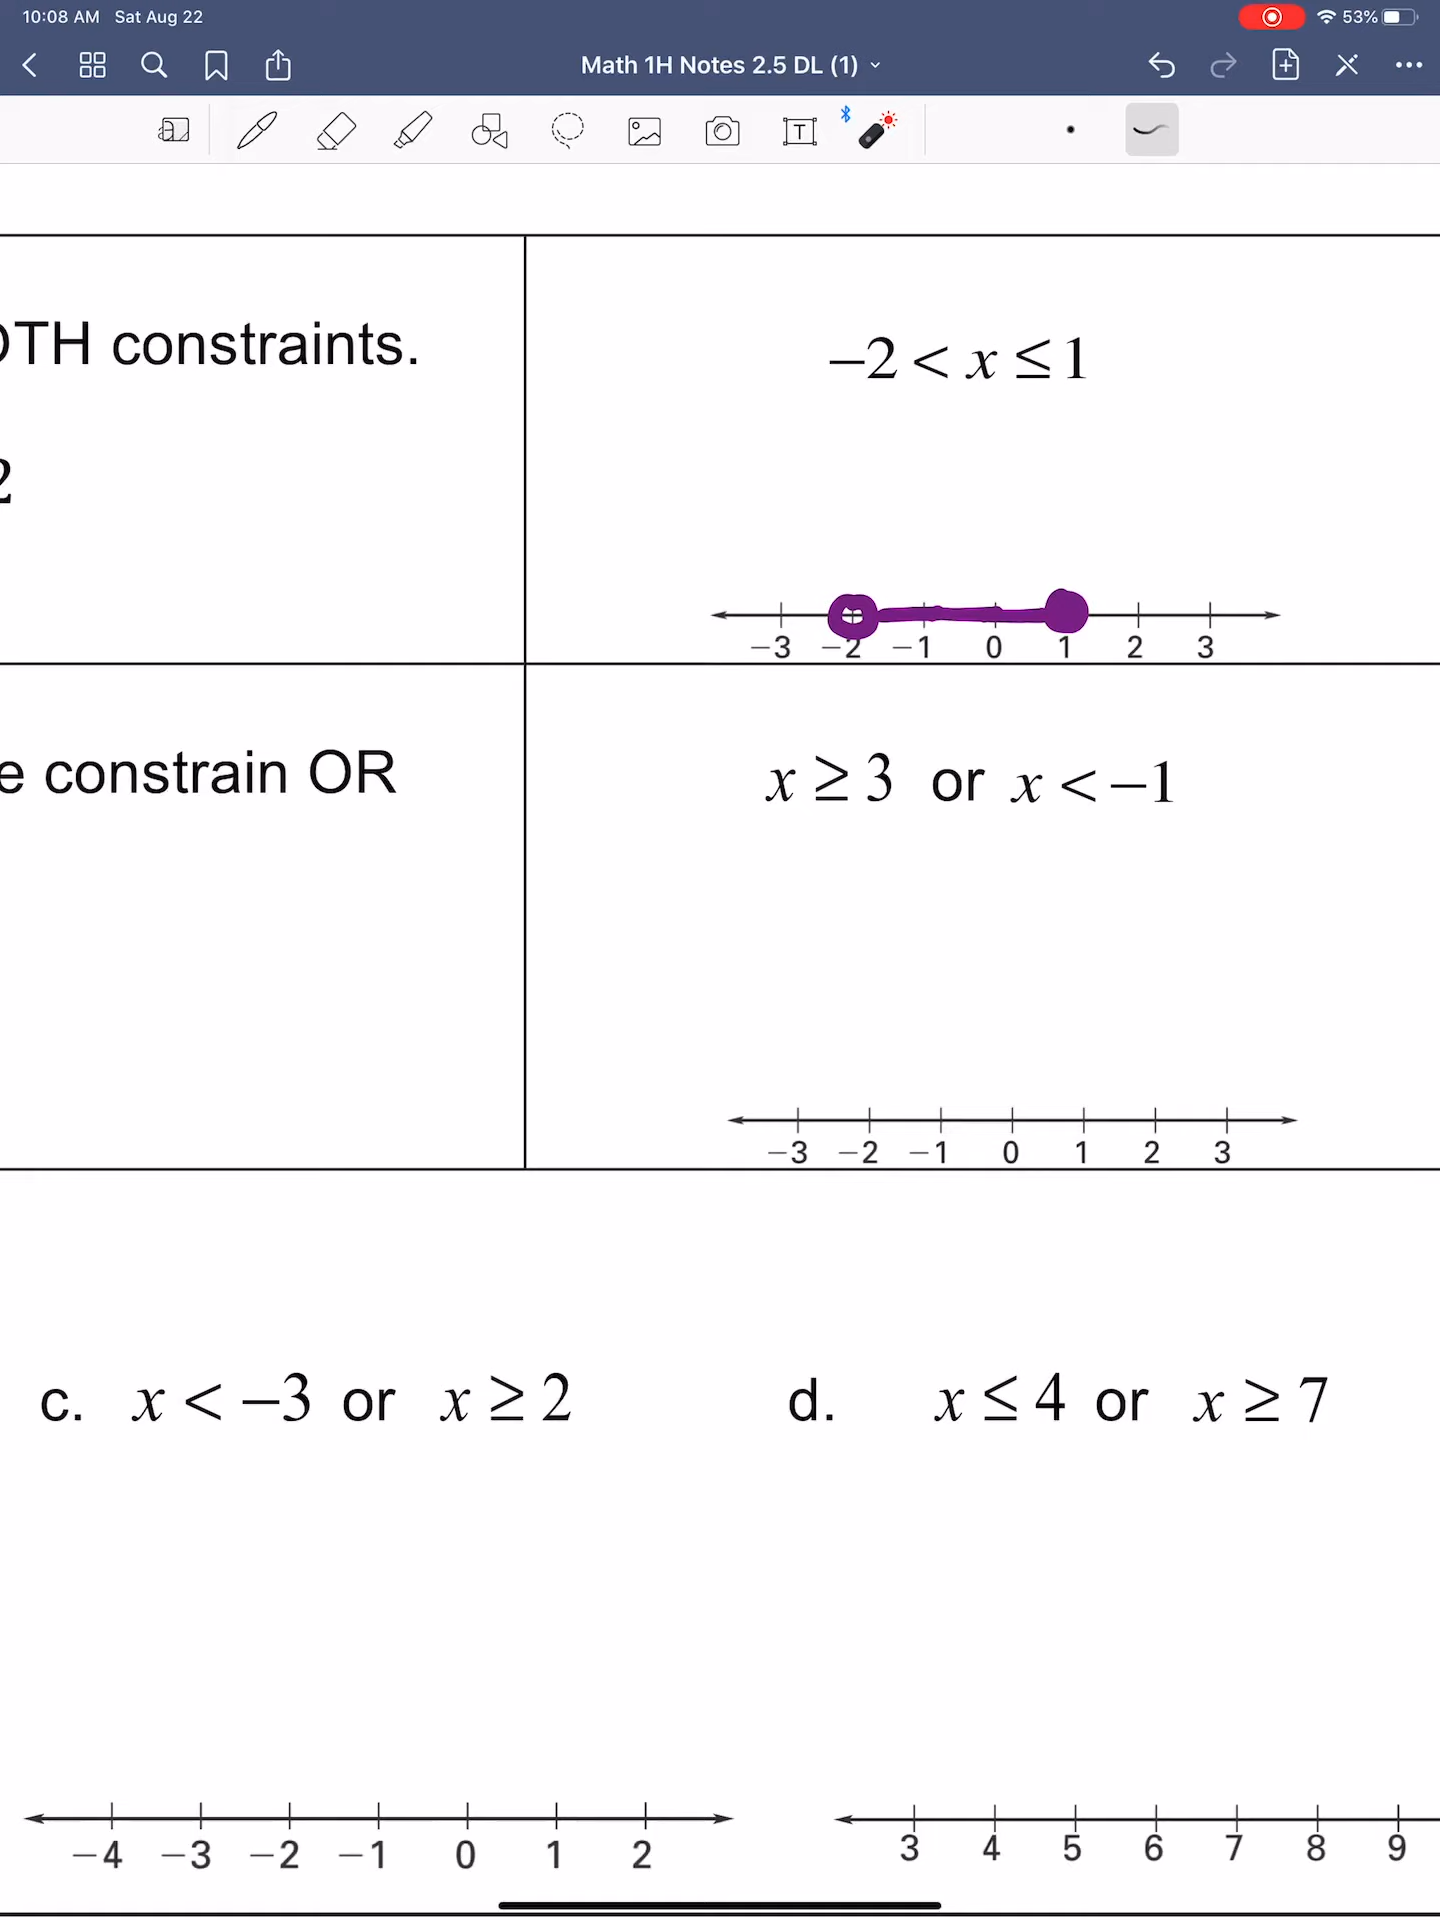 10:08 AM Sat Aug 22
53%
Math 1H Notes 2.5 DL (1)
T
OTH constraints.
−2 < x ≤ 1
2
−3 −2 −1 0 1 2 3
e constrain OR
x ≥ 3 or x < −1
−3 −2 −1 0 1 2 3
c. x < −3 or x ≥ 2
d. x ≤ 4 or x ≥ 7
−4 −3 −2 −1 0 1 2
3 4 5 6 7 8 9